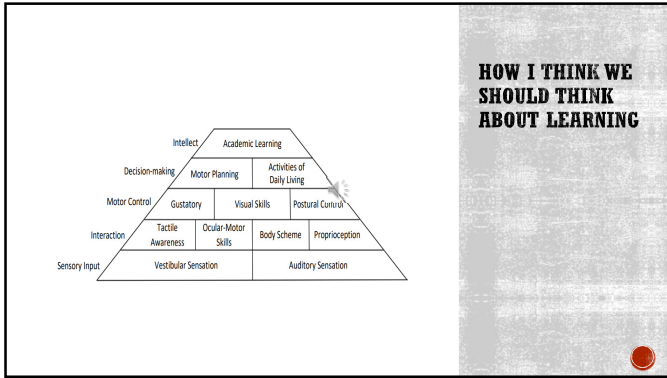 HOW I THINK WE
SHOULD THINK
ABOUT LEARNING
Intellect
Academic Learning
Decision-making
Motor Planning
Activities of
Daily Living
Motor Control
Gustatory
Visual Skills
Postural Control
Interaction
Tactile
Awareness
Ocular-Motor
Skills
Body Scheme
Proprioception
Sensory Input
Vestibular Sensation
Auditory Sensation